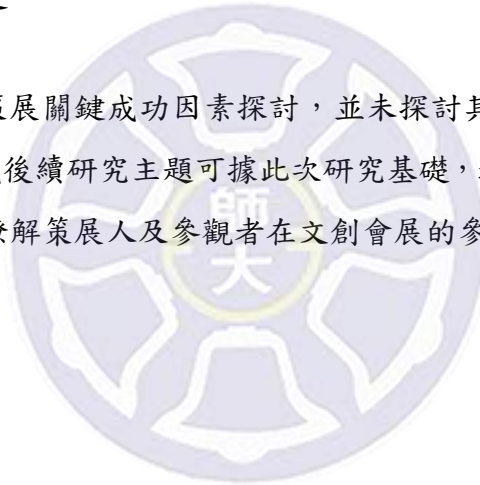 展關鍵成功因素探討,並未探討其
後續研究主題可據此次研究基礎,
瞭解策展人及參觀者在文創會展的參
師大